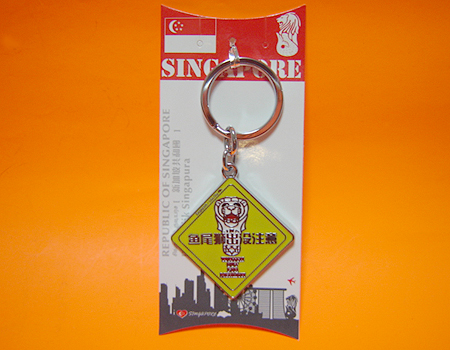 SINGAPORE
REPUBLIC OF SINGAPORE
Singapura
鱼尾狮出没注意